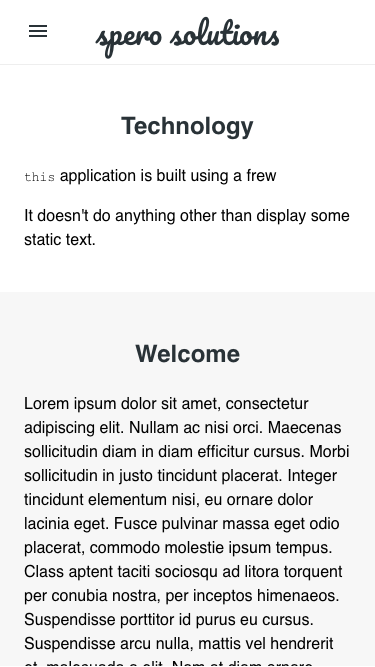 spero solutions
Technology
this application is built using a frew
It doesn't do anything other than display some
static text.
Welcome
Lorem ipsum dolor sit amet, consectetur
adipiscing elit. Nullam ac nisi orci. Maecenas
sollicitudin diam in diam efficitur cursus. Morbi
sollicitudin in justo tincidunt placerat. Integer
tincidunt elementum nisi, eu ornare dolor
lacinia eget. Fusce pulvinar massa eget odio
placerat, commodo molestie ipsum tempus.
Class aptent taciti sociosqu ad litora torquent
per conubia nostra, per inceptos himenaeos.
Suspendisse porttitor id purus eu cursus.
Suspendisse arcu nulla, mattis vel hendrerit